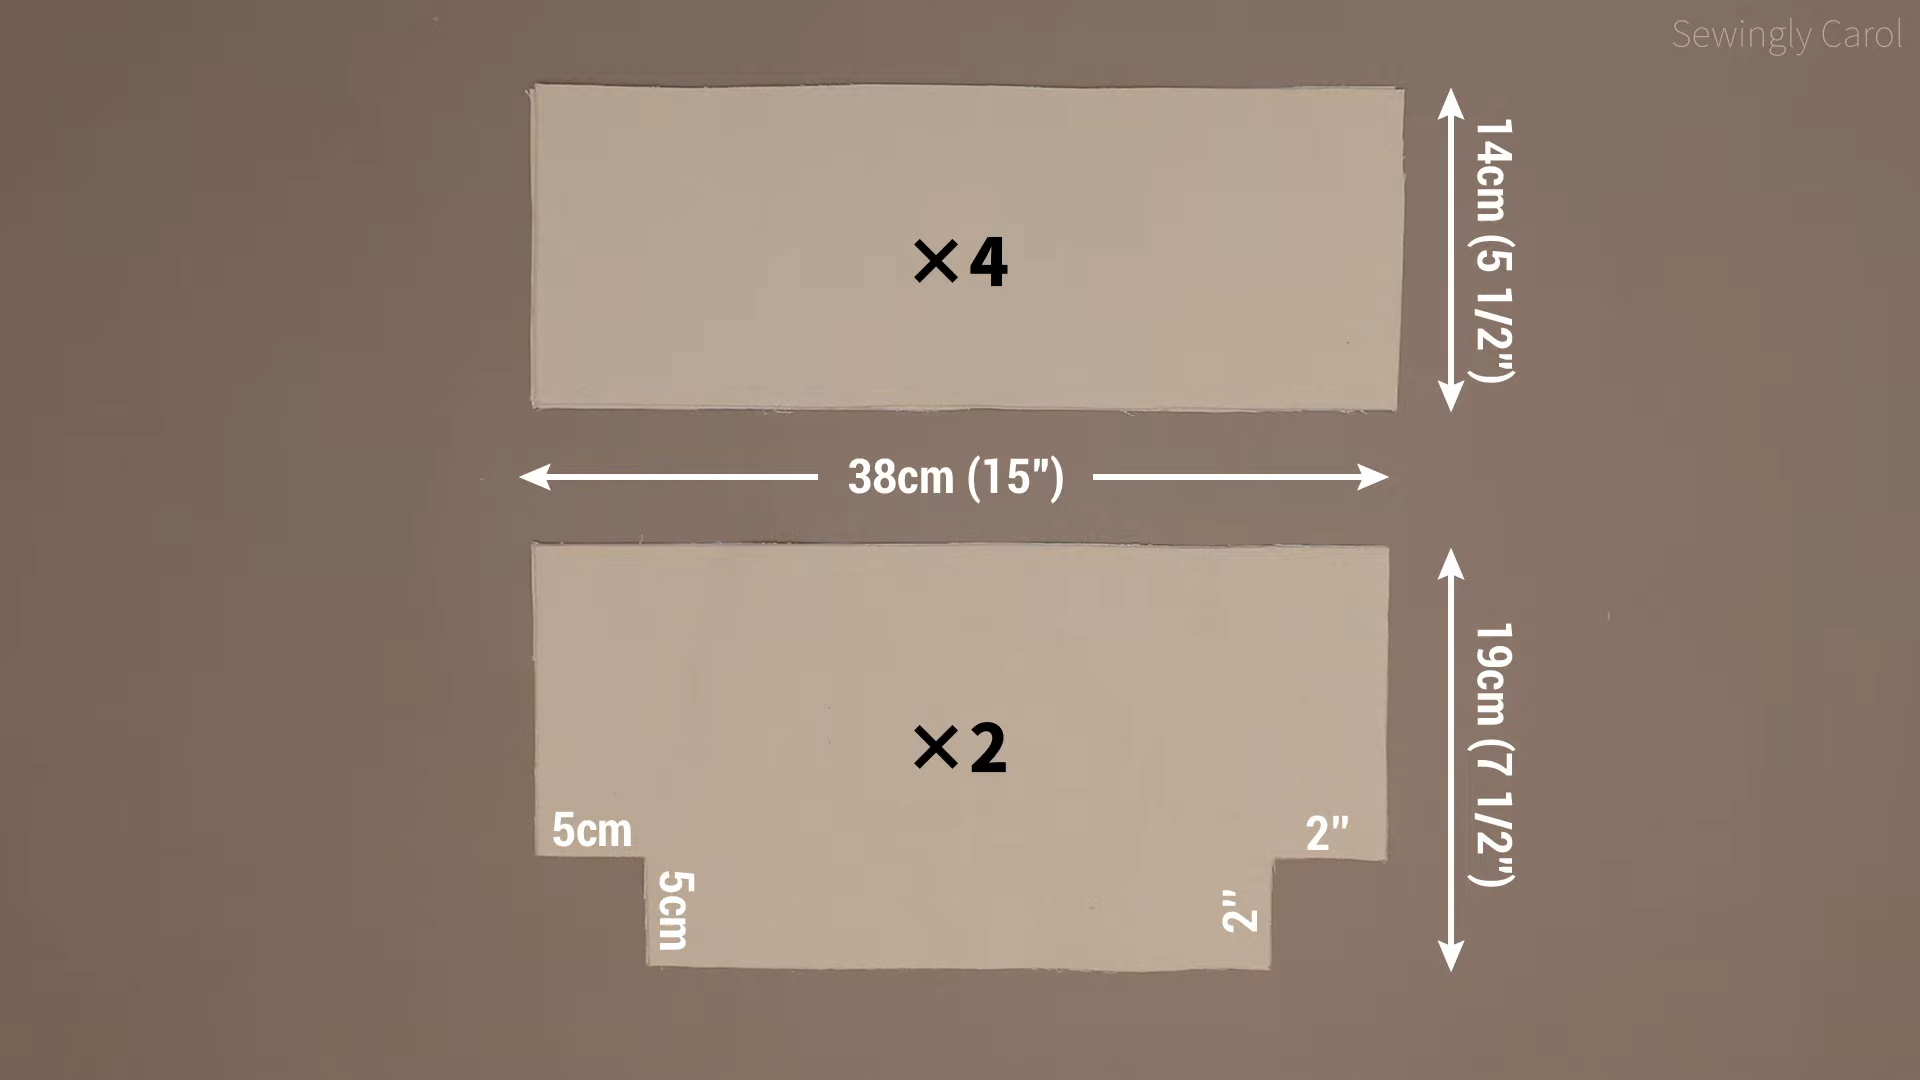 Sewingly Carol
×4
14cm (5 1/2")
38cm (15")
×2
19cm (7 1/2")
5cm
2"
5cm
2"